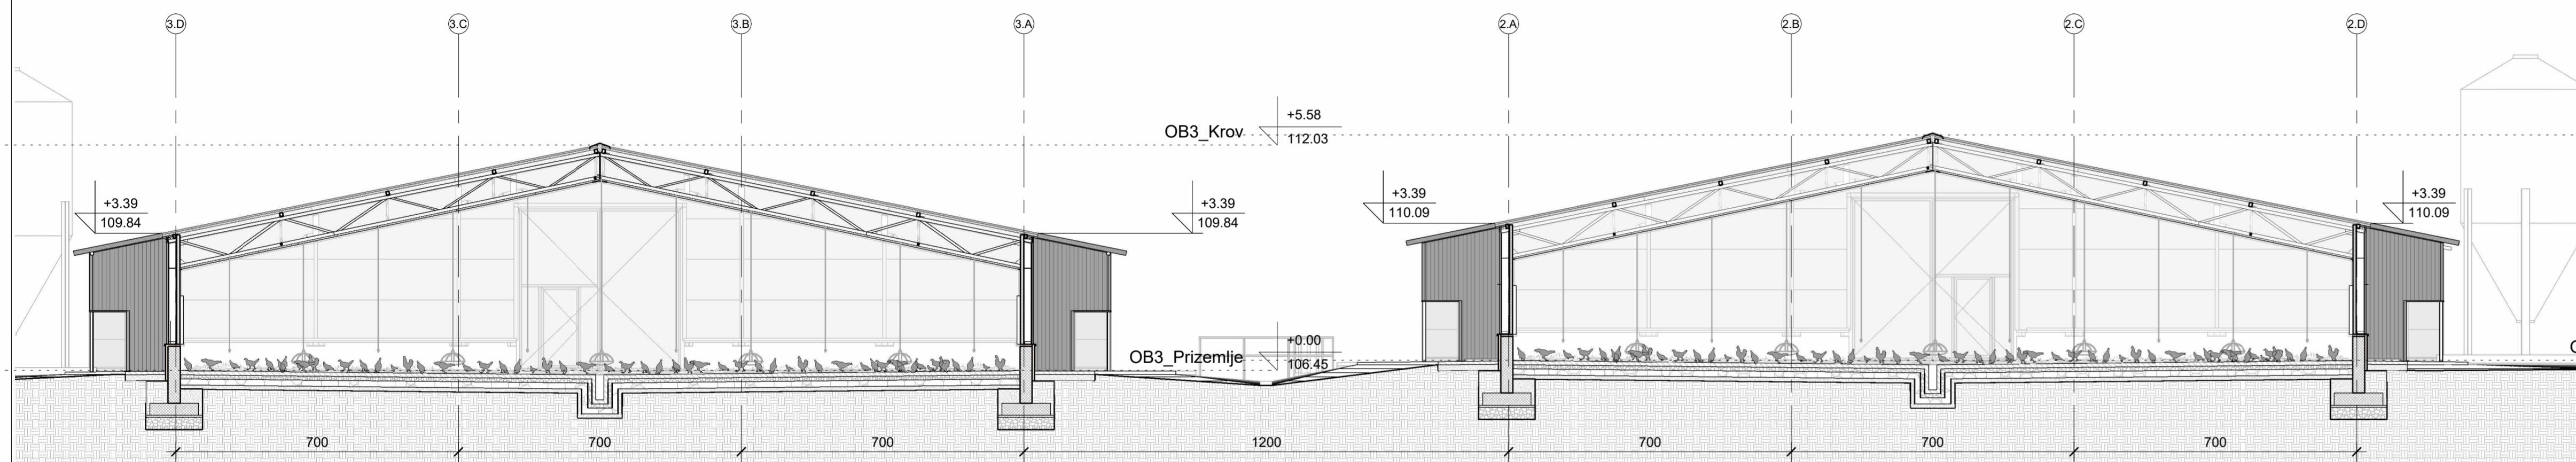 3.D 3.C 3.B 3.A 2.A 2.B 2.C 2.D
+5.58
OB3_Krov 112.03
+3.39 +3.39 +3.39 +3.39
109.84 109.84 110.09 110.09
+0.00
OB3_Prizemlje 106.45
700 700 700 1200 700 700 700